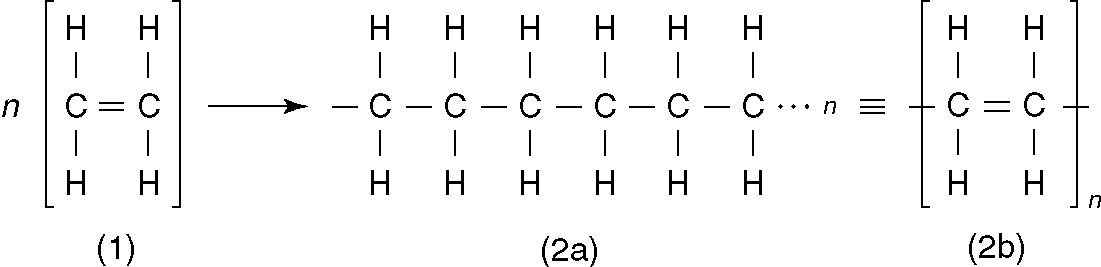 H H H H H H H H H H
n C = C C C C C C C ··· n ≡ C = C
H H H H H H H H H H
n
(1) (2a) (2b)